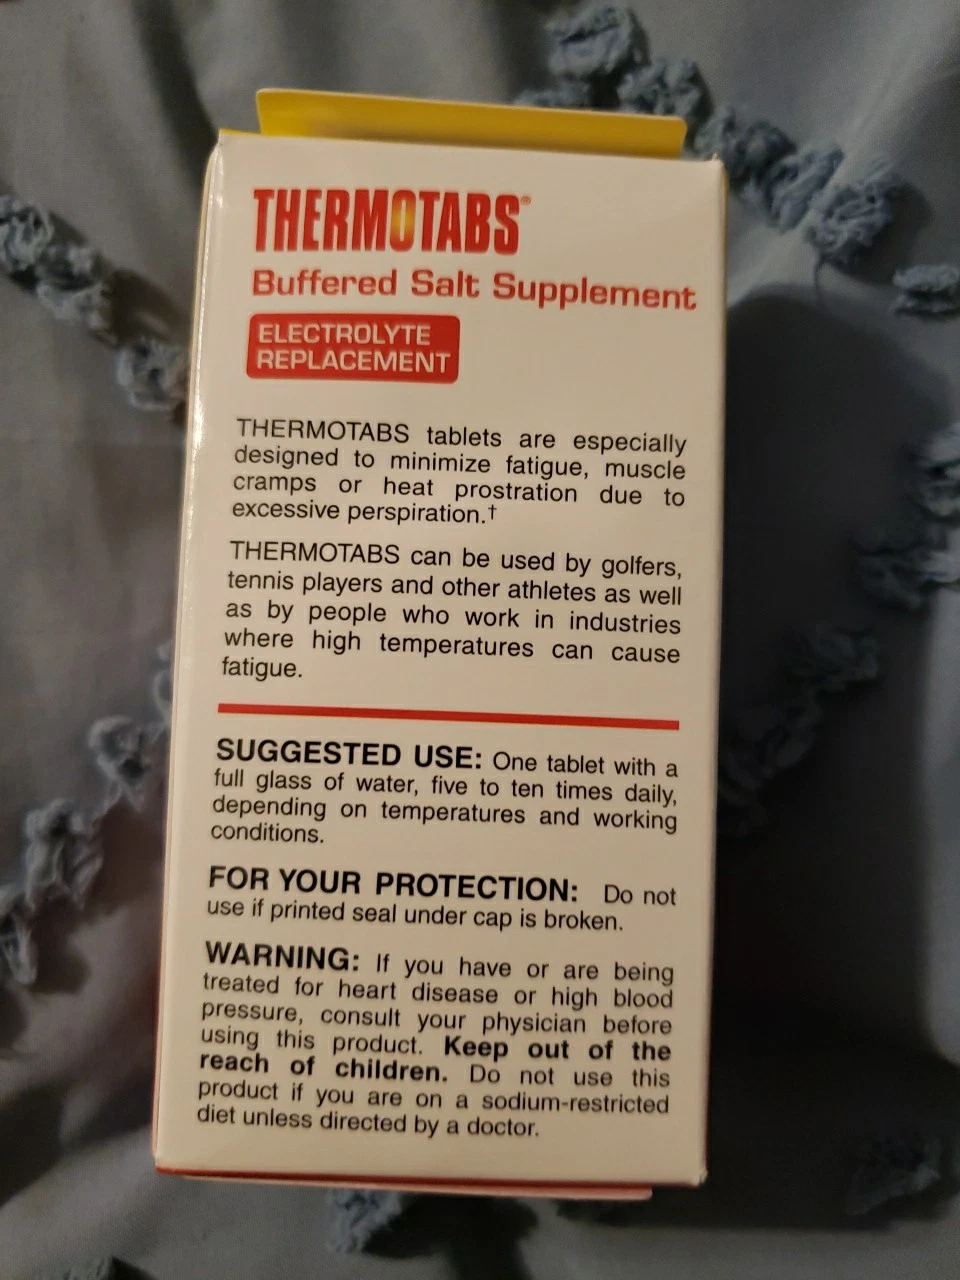 THERMOTABS®
Buffered Salt Supplement
ELECTROLYTE
REPLACEMENT
THERMOTABS tablets are especially
designed to minimize fatigue, muscle
cramps or heat prostration due to
excessive perspiration.†
THERMOTABS can be used by golfers,
tennis players and other athletes as well
as by people who work in industries
where high temperatures can cause
fatigue.
SUGGESTED USE: One tablet with a
full glass of water, five to ten times daily,
depending on temperatures and working
conditions.
FOR YOUR PROTECTION: Do not
use if printed seal under cap is broken.
WARNING: If you have or are being
treated for heart disease or high blood
pressure, consult your physician before
using this product. Keep out of the
reach of children. Do not use this
product if you are on a sodium-restricted
diet unless directed by a doctor.